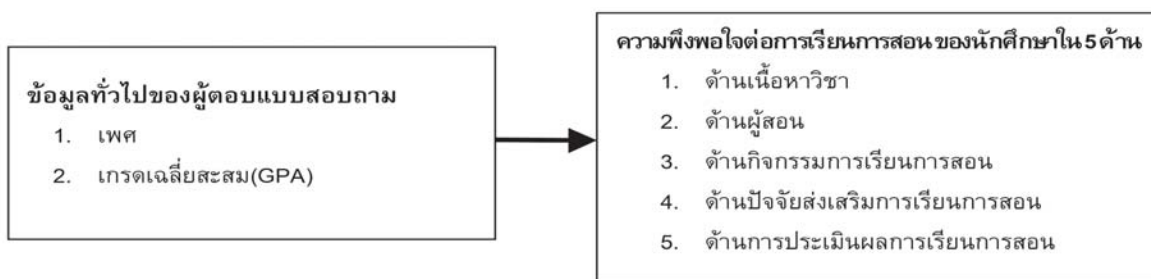 ข้อมูลทั่วไปของผู้ตอบแบบสอบถาม
1. เพศ
2. เกรดเฉลี่ยสะสม(GPA)
ความพึงพอใจต่อการเรียนการสอน ของนักศึกษาใน 5 ด้าน
1. ด้านเนื้อหาวิชา
2. ด้านผู้สอน
3. ด้านกิจกรรมการเรียนการสอน
4. ด้านปัจจัยส่งเสริมการเรียนการสอน
5. ด้านการประเมินผลการเรียนการสอน